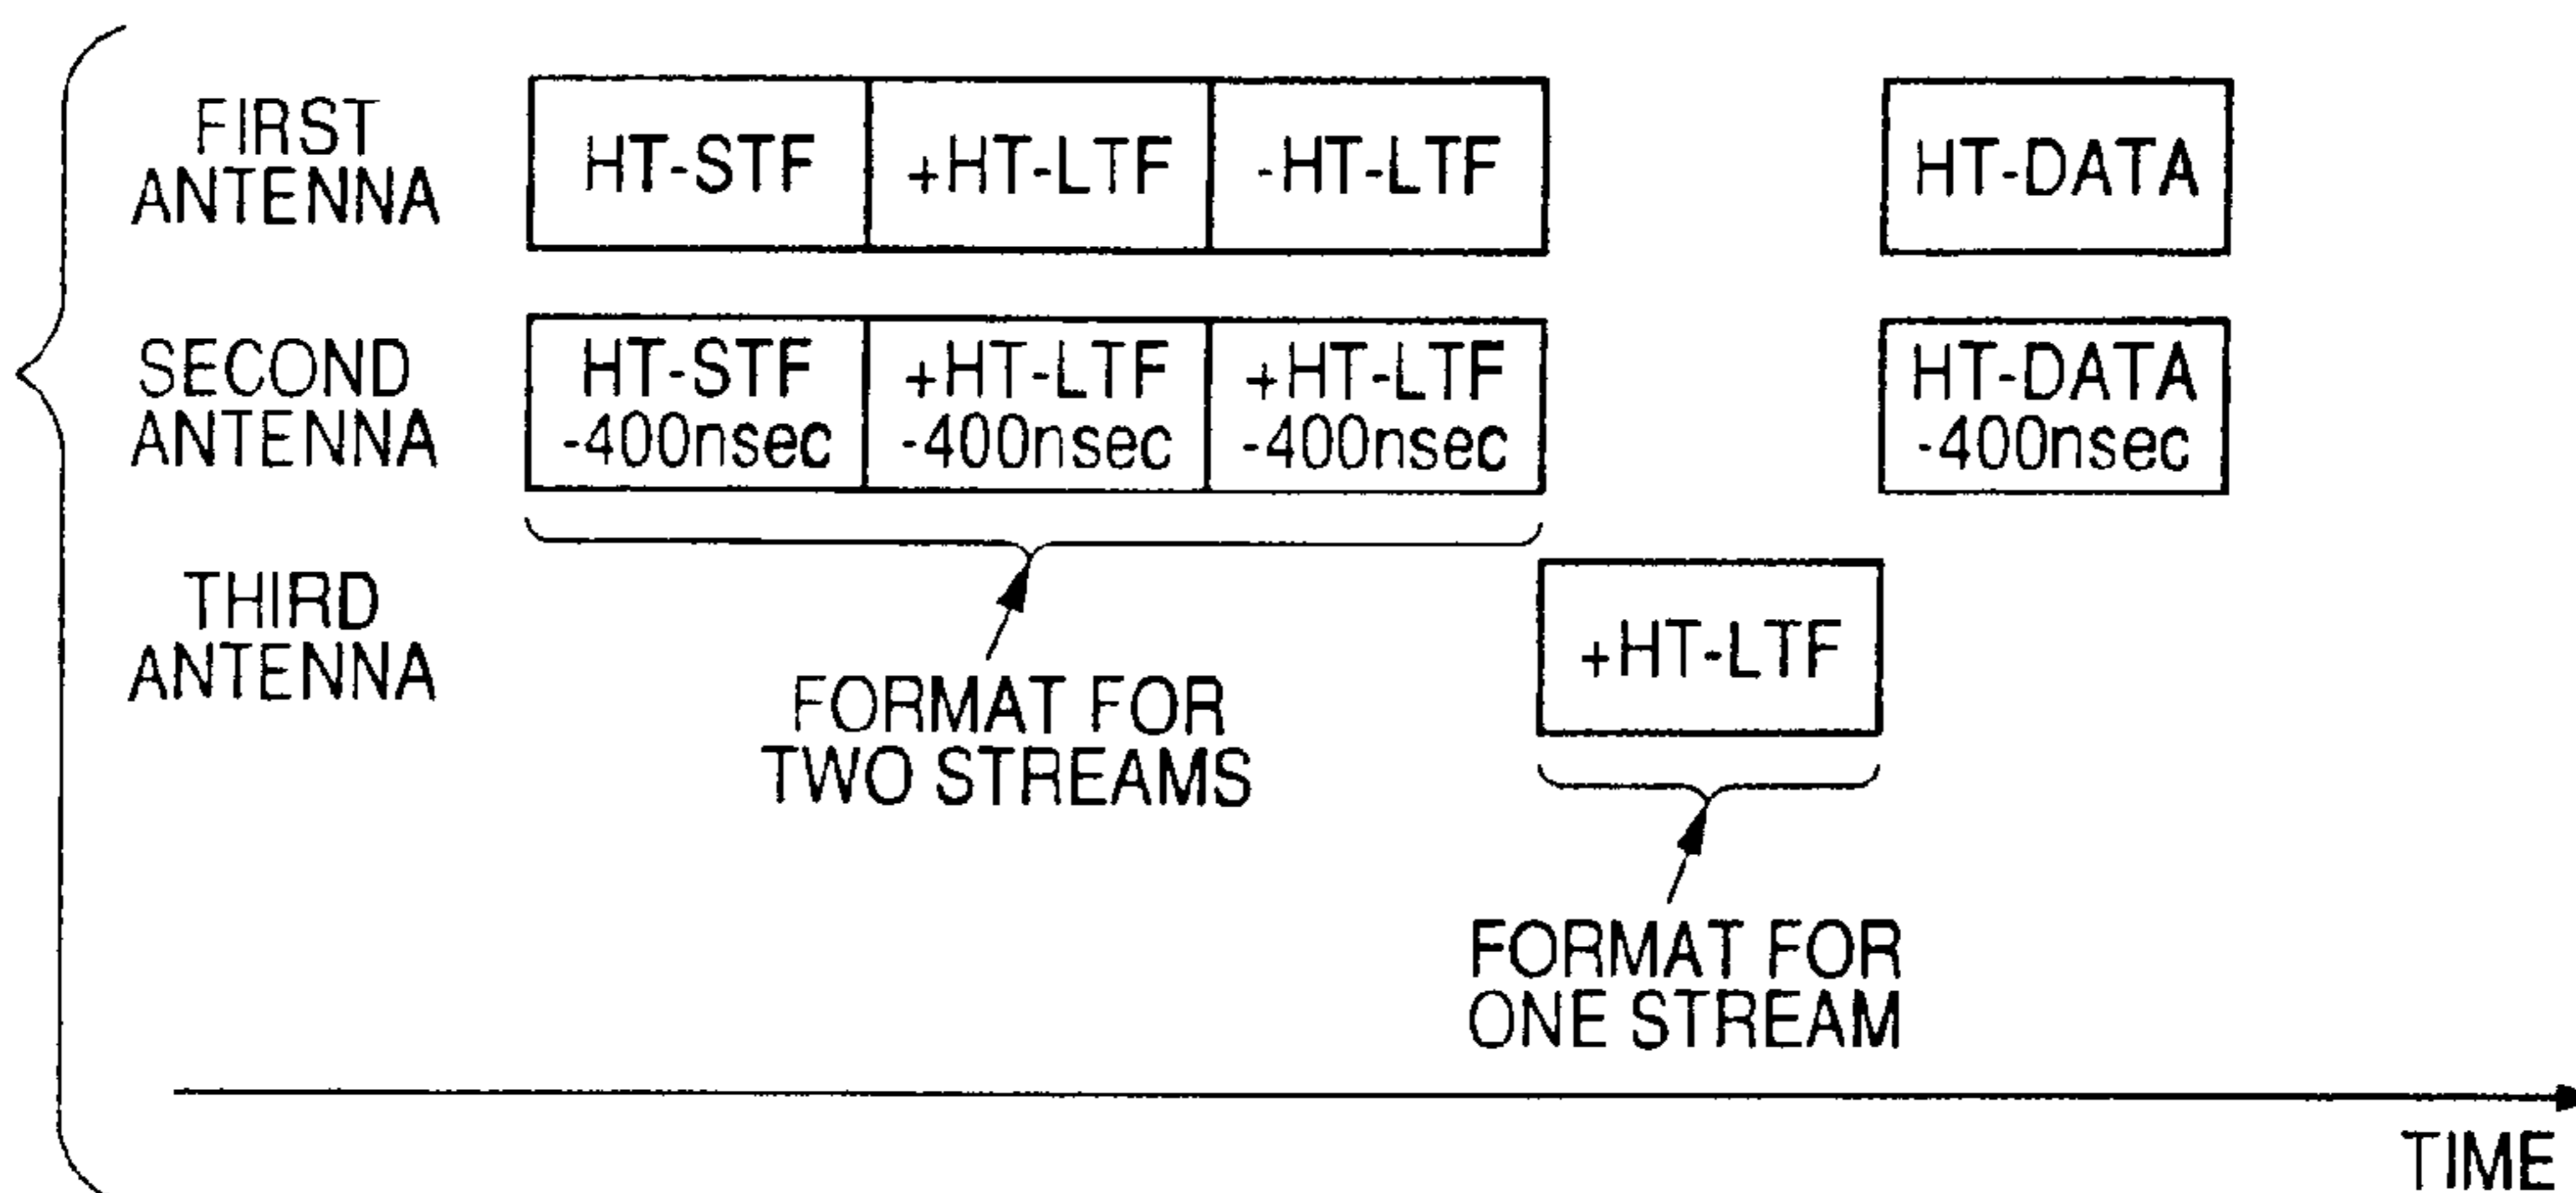 FIRST
ANTENNA
HT-STF
+HT-LTF
-HT-LTF
HT-DATA
SECOND
ANTENNA
HT-STF
-400nsec
+HT-LTF
-400nsec
+HT-LTF
-400nsec
HT-DATA
-400nsec
THIRD
ANTENNA
+HT-LTF
FORMAT FOR
TWO STREAMS
FORMAT FOR
ONE STREAM
TIME